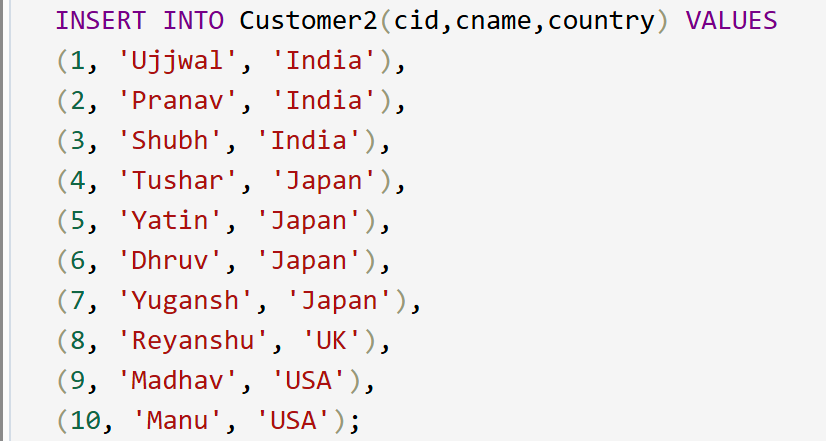 INSERT INTO Customer2(cid,cname,country) VALUES
(1, 'Ujjwal', 'India'),
(2, 'Pranav', 'India'),
(3, 'Shubh', 'India'),
(4, 'Tushar', 'Japan'),
(5, 'Yatin', 'Japan'),
(6, 'Dhruv', 'Japan'),
(7, 'Yugansh', 'Japan'),
(8, 'Reyanshu', 'UK'),
(9, 'Madhav', 'USA'),
(10, 'Manu', 'USA');